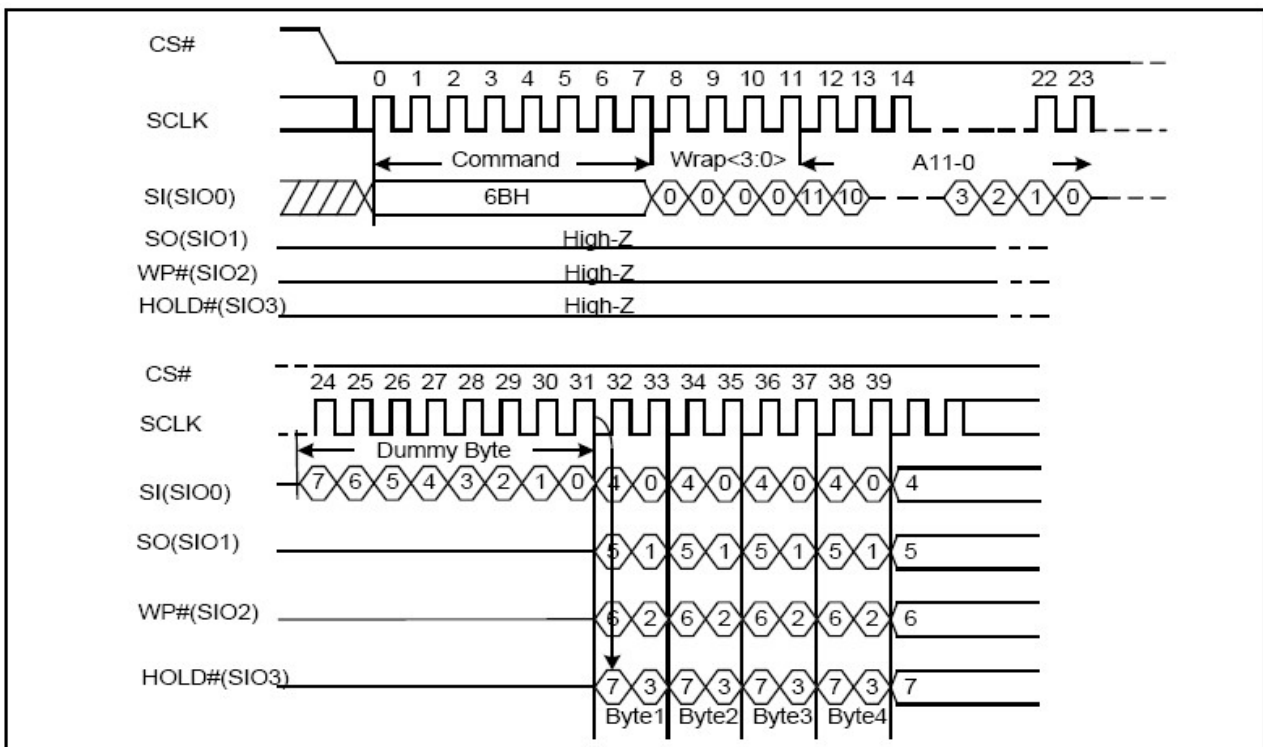 CS#
0 1 2 3 4 5 6 7 8 9 10 11 12 13 14 22 23
SCLK
Command Wrap<3:0> A11-0
SI(SIO0) 6BH 0 0 0 0 11 10 3 2 1 0
SO(SIO1) High-Z
WP#(SIO2) High-Z
HOLD#(SIO3) High-Z
CS#
24 25 26 27 28 29 30 31 32 33 34 35 36 37 38 39
SCLK
Dummy Byte
SI(SIO0) 7 6 5 4 3 2 1 0 4 0 4 0 4 0 4 0 4
SO(SIO1) 5 1 5 1 5 1 5 1 5
WP#(SIO2) 6 2 6 2 6 2 6 2 6
HOLD#(SIO3) 7 3 7 3 7 3 7 3 7
Byte1 Byte2 Byte3 Byte4